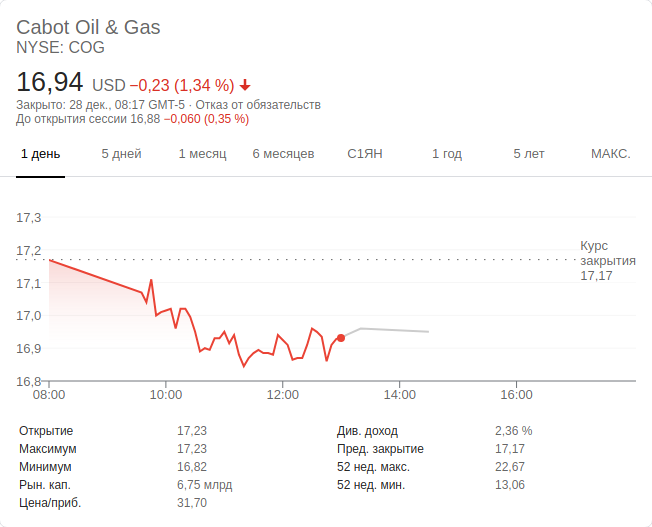 Cabot Oil & Gas
NYSE: COG
16,94 USD −0,23 (1,34 %)
Закрыто: 28 дек., 08:17 GMT-5 · Отказ от обязательств
До открытия сессии 16,88 −0,060 (0,35 %)
1 день 5 дней 1 месяц 6 месяцев С1ЯН 1 год 5 лет МАКС.
17,3
17,2
17,1
17,0
16,9
16,8
Курс
закрытия
17,17
08:00 10:00 12:00 14:00 16:00
Открытие 17,23 Див. доход 2,36 %
Максимум 17,23 Пред. закрытие 17,17
Минимум 16,82 52 нед. макс. 22,67
Рын. кап. 6,75 млрд 52 нед. мин. 13,06
Цена/приб. 31,70